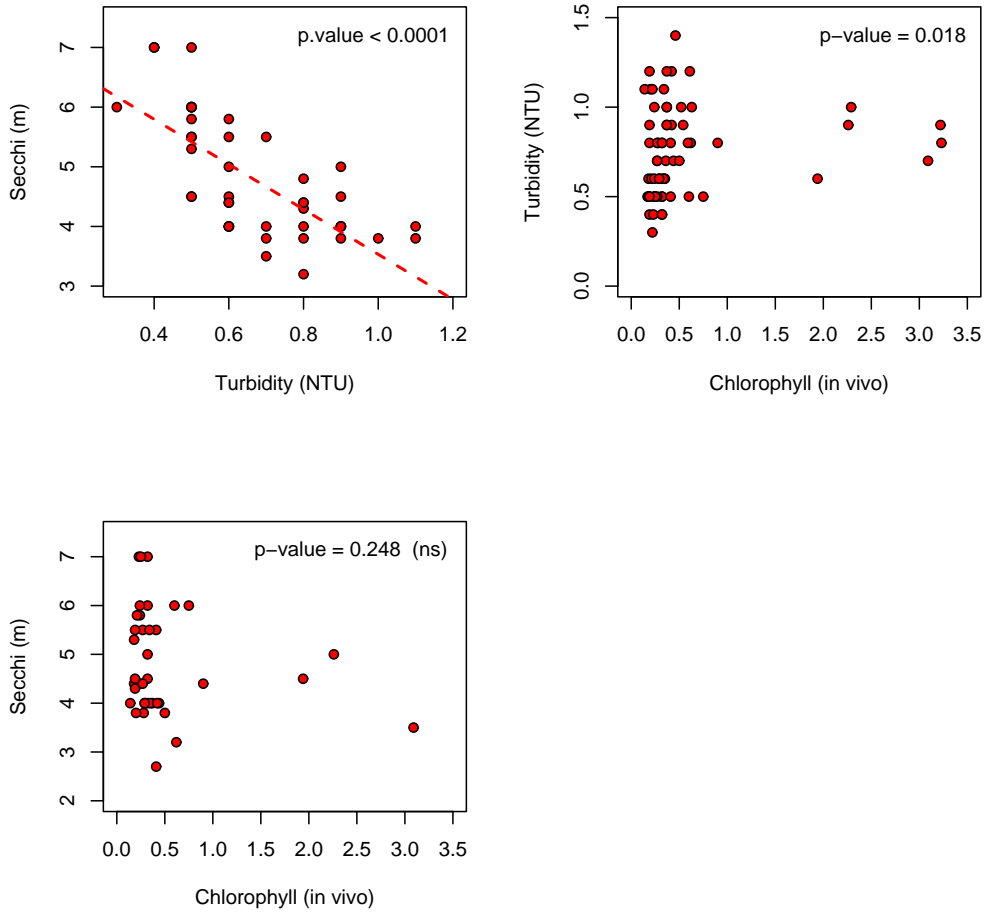 p.value < 0.0001
Secchi (m)
7
6
5
4
3
0.4 0.6 0.8 1.0 1.2
Turbidity (NTU)
p−value = 0.018
Turbidity (NTU)
1.5
1.0
0.5
0.0
0.0 0.5 1.0 1.5 2.0 2.5 3.0 3.5
Chlorophyll (in vivo)
p−value = 0.248 (ns)
Secchi (m)
7
6
5
4
3
2
0.0 0.5 1.0 1.5 2.0 2.5 3.0 3.5
Chlorophyll (in vivo)